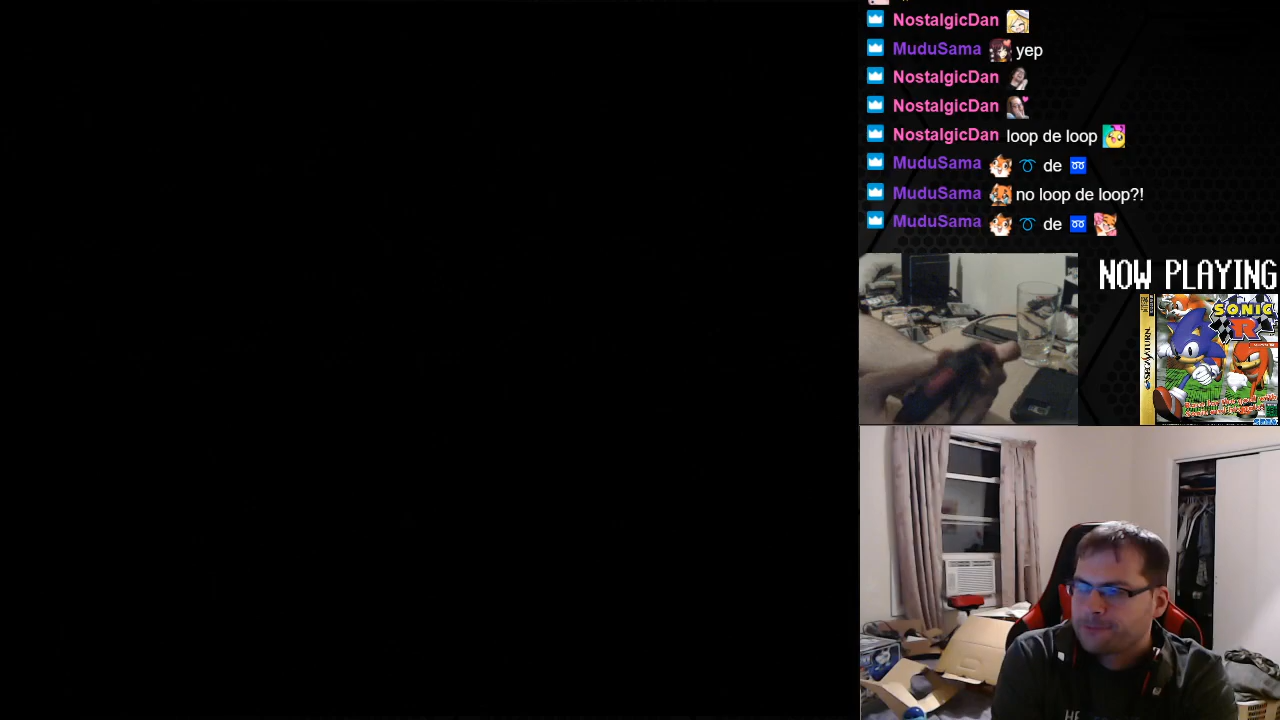 NostalgicDan
MuduSama yep
NostalgicDan
NostalgicDan
NostalgicDan loop de loop
MuduSama de
MuduSama no loop de loop?!
MuduSama de
NOW PLAYING
SONIC
R
SEGA SATURN
SEGA